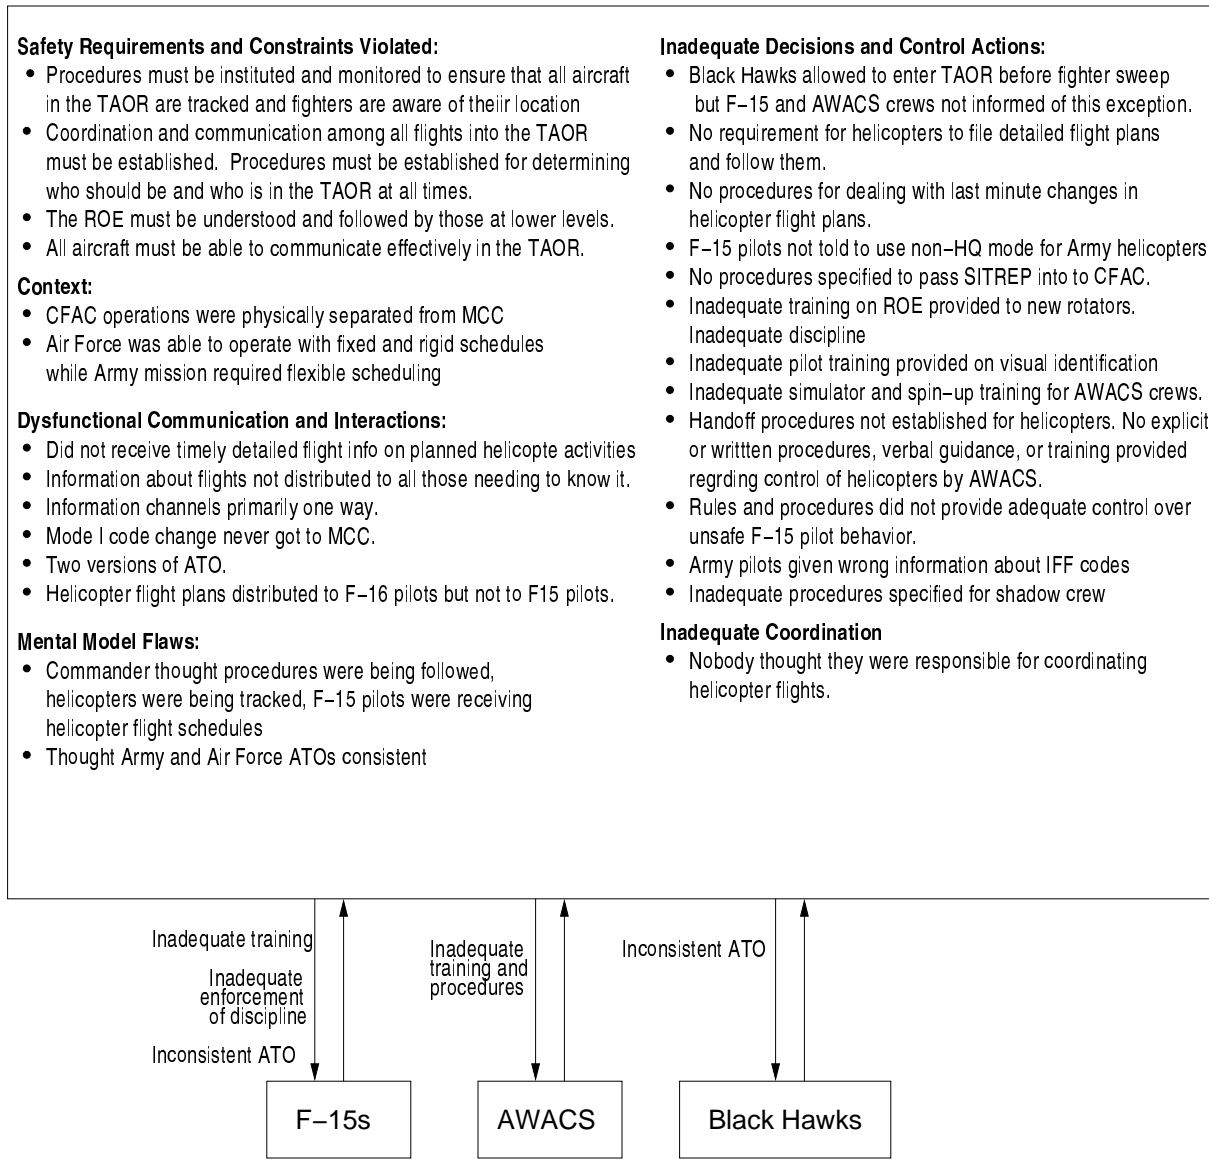 Safety Requirements and Constraints Violated:
• Procedures must be instituted and monitored to ensure that all aircraft
in the TAOR are tracked and fighters are aware of theiir location
• Coordination and communication among all flights into the TAOR
must be established. Procedures must be established for determining
who should be and who is in the TAOR at all times.
• The ROE must be understood and followed by those at lower levels.
• All aircraft must be able to communicate effectively in the TAOR.
Context:
• CFAC operations were physically separated from MCC
• Air Force was able to operate with fixed and rigid schedules
while Army mission required flexible scheduling
Dysfunctional Communication and Interactions:
• Did not receive timely detailed flight info on planned helicopte activities
• Information about flights not distributed to all those needing to know it.
• Information channels primarily one way.
• Mode I code change never got to MCC.
• Two versions of ATO.
• Helicopter flight plans distributed to F−16 pilots but not to F15 pilots.
Mental Model Flaws:
• Commander thought procedures were being followed,
helicopters were being tracked, F−15 pilots were receiving
helicopter flight schedules
• Thought Army and Air Force ATOs consistent
Inadequate Decisions and Control Actions:
• Black Hawks allowed to enter TAOR before fighter sweep
but F−15 and AWACS crews not informed of this exception.
• No requirement for helicopters to file detailed flight plans
and follow them.
• No procedures for dealing with last minute changes in
helicopter flight plans.
• F−15 pilots not told to use non−HQ mode for Army helicopters
• No procedures specified to pass SITREP into to CFAC.
• Inadequate training on ROE provided to new rotators.
Inadequate discipline
• Inadequate pilot training provided on visual identification
• Inadequate simulator and spin−up training for AWACS crews.
• Handoff procedures not established for helicopters. No explicit
or writtten procedures, verbal guidance, or training provided
regrding control of helicopters by AWACS.
• Rules and procedures did not provide adequate control over
unsafe F−15 pilot behavior.
• Army pilots given wrong information about IFF codes
• Inadequate procedures specified for shadow crew
Inadequate Coordination
• Nobody thought they were responsible for coordinating
helicopter flights.
Inadequate training
Inadequate
enforcement
of discipline
Inconsistent ATO
Inadequate
training and
procedures
Inconsistent ATO
F−15s
AWACS
Black Hawks